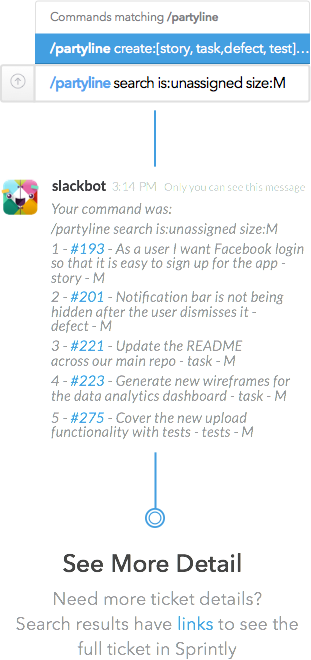 Commands matching /partyline
/partyline create:[story, task,defect, test]...
/partyline search is:unassigned size:M
slackbot 3:14 PM Only you can see this message
Your command was:
/partyline search is:unassigned size:M
1 - #193 - As a user I want Facebook login
so that it is easy to sign up for the app -
story - M
2 - #201 - Notification bar is not being
hidden after the user dismisses it -
defect - M
3 - #221 - Update the README
across our main repo - task - M
4 - #223 - Generate new wireframes for
the data analytics dashboard - task - M
5 - #275 - Cover the new upload
functionality with tests - tests - M
See More Detail
Need more ticket details?
Search results have links to see the
full ticket in Sprintly